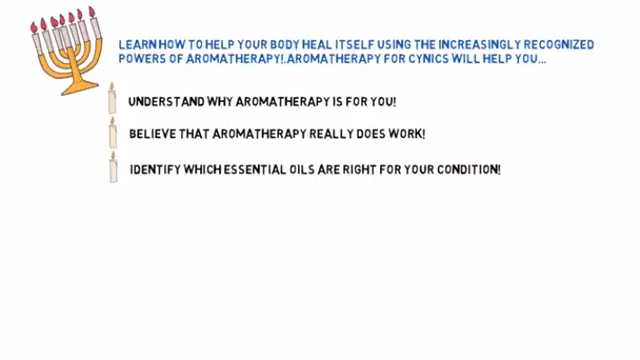 LEARN HOW TO HELP YOUR BODY HEAL ITSELF USING THE INCREASINGLY RECOGNIZED
POWERS OF AROMATHERAPY!.AROMATHERAPY FOR CYNICS WILL HELP YOU...
UNDERSTAND WHY AROMATHERAPY IS FOR YOU!
BELIEVE THAT AROMATHERAPY REALLY DOES WORK!
IDENTIFY WHICH ESSENTIAL OILS ARE RIGHT FOR YOUR CONDITION!